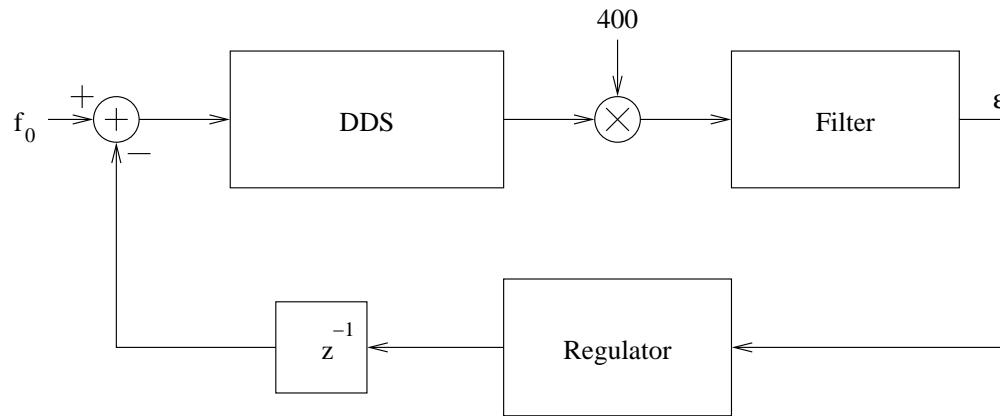 400
+
f0
+
−
DDS
×
Filter
ε
z^-1
Regulator